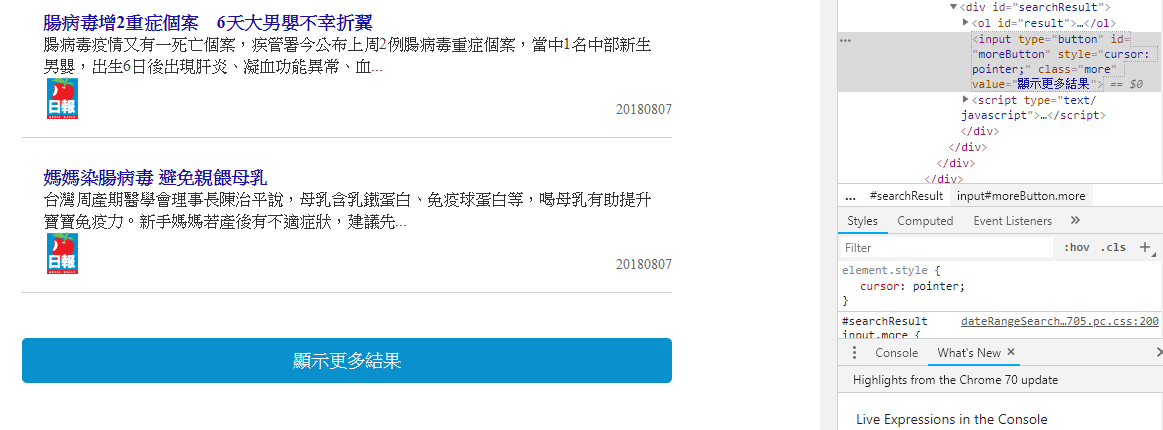 腸病毒增2重症個案　6天大男嬰不幸折翼
腸病毒疫情又有一死亡個案，疾管署今公布上周2例腸病毒重症個案，當中1名中部新生
男嬰，出生6日後出現肝炎、凝血功能異常、血...
日報
20180807
媽媽染腸病毒 避免親餵母乳
台灣周產期醫學會理事長陳治平說，母乳含乳鐵蛋白、免疫球蛋白等，喝母乳有助提升
寶寶免疫力。新手媽媽若產後有不適症狀，建議先...
日報
20180807
顯示更多結果
▼<div id="searchResult">
▶<ol id="result">…</ol>
... <input type="button" id=
"moreButton" style="cursor:
pointer;" class="more"
value="顯示更多結果"> == $0
▶<script type="text/
javascript">…</script>
</div>
</div>
</div>
</div>
... #searchResult input#moreButton.more
Styles Computed Event Listeners »
Filter :hov .cls +
element.style {
cursor: pointer;
}
#searchResult dateRangeSearch…705.pc.css:200
input.more {
Console What's New ×
Highlights from the Chrome 70 update
Live Expressions in the Console